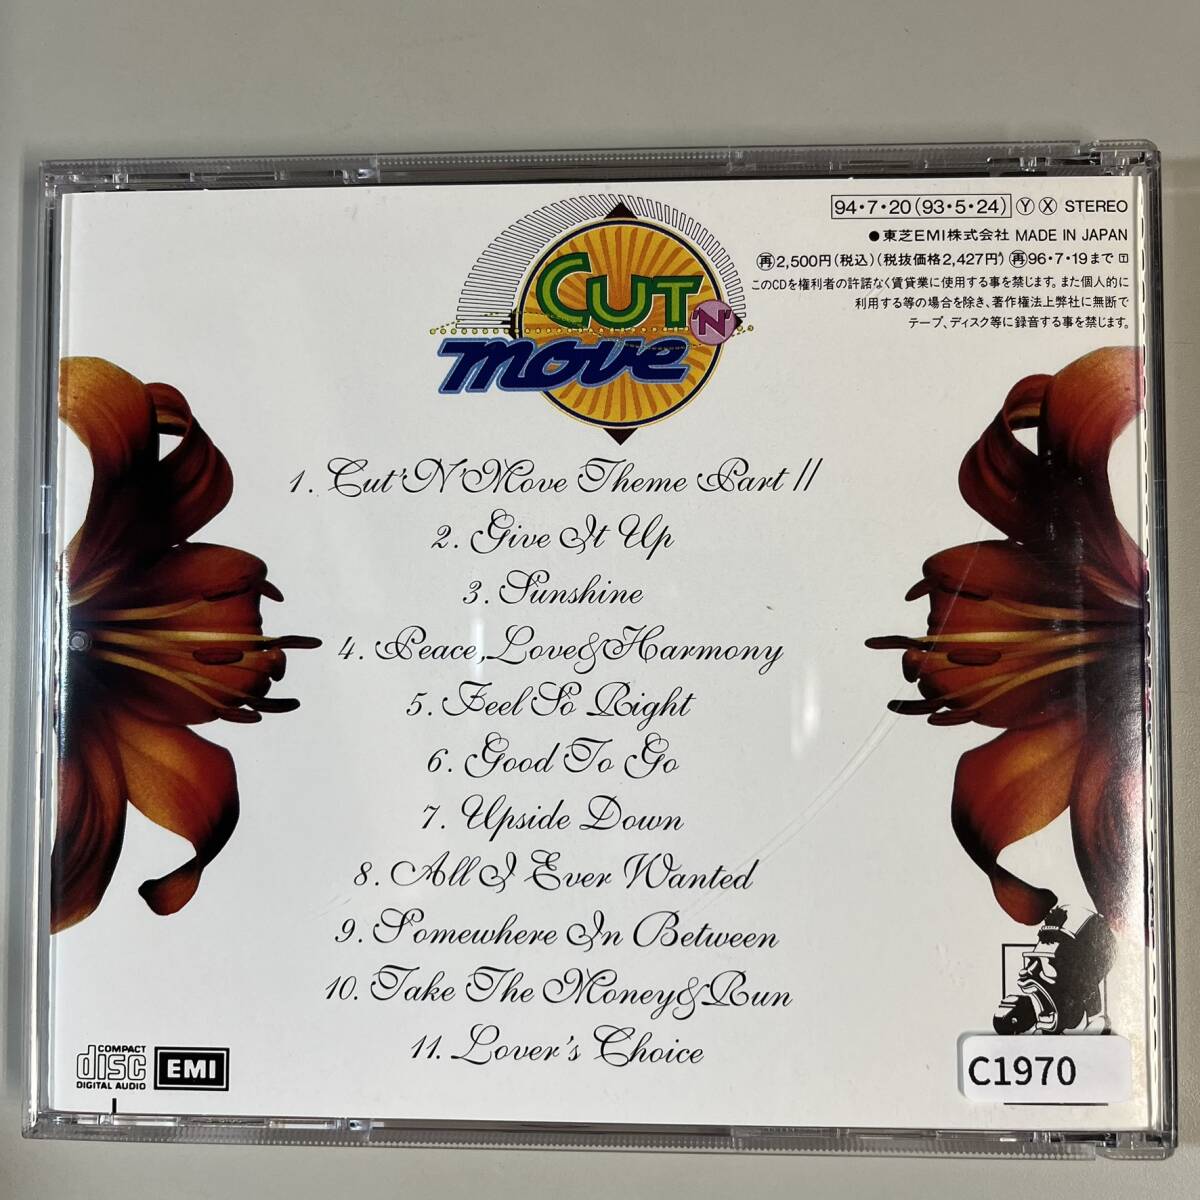 CUT
'N'
move
94・7・20(93・5・24) Ⓨ Ⓧ STEREO
●東芝EMI株式会社 MADE IN JAPAN
㊢2,500円(税込)(税抜価格2,427円) ㊢96・7・19まで
このCDを権利者の許諾なく賃貸業に使用する事を禁じます。また個人的に
利用する等の場合を除き、著作権法上弊社に無断で
テープ、ディスク等に録音する事を禁じます。
1. Cut'N'Move Theme Part II
2. Give It Up
3. Sunshine
4. Peace, Love & Harmony
5. Feel So Right
6. Good To Go
7. Upside Down
8. All I Ever Wanted
9. Somewhere In Between
10. Take The Money & Run
11. Lover's Choice
COMPACT
disc
DIGITAL AUDIO
EMI
C1970